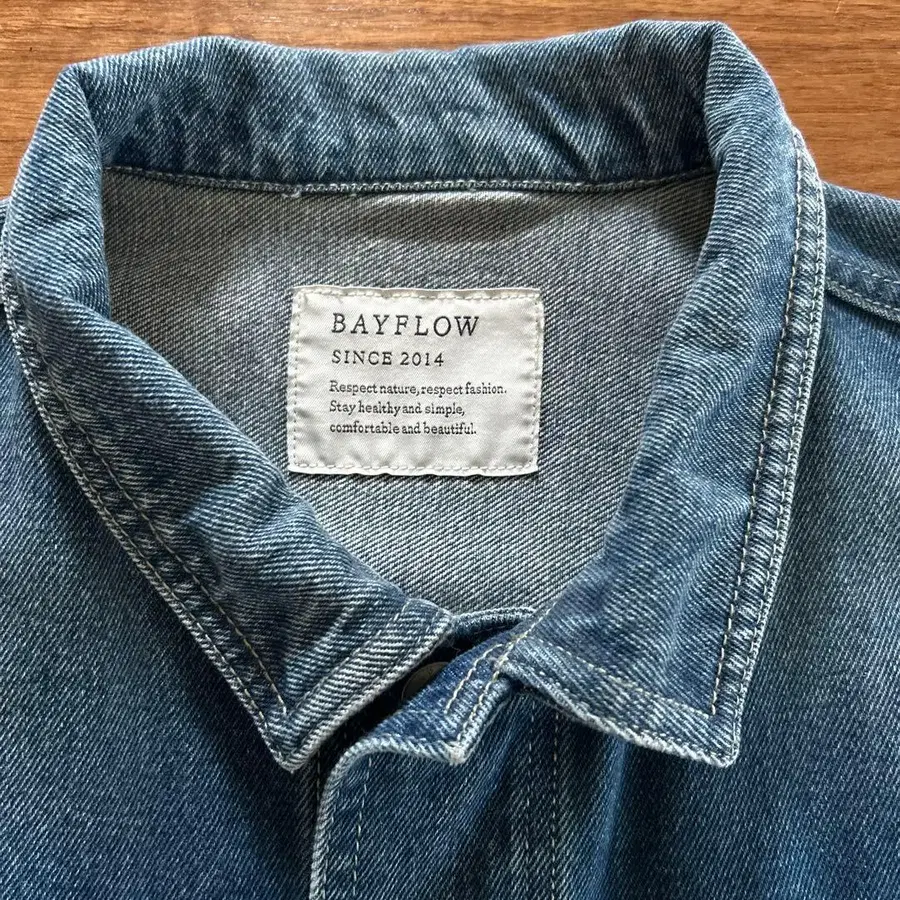 BAYFLOW
SINCE 2014
Respect nature, respect fashion.
Stay healthy and simple,
comfortable and beautiful.